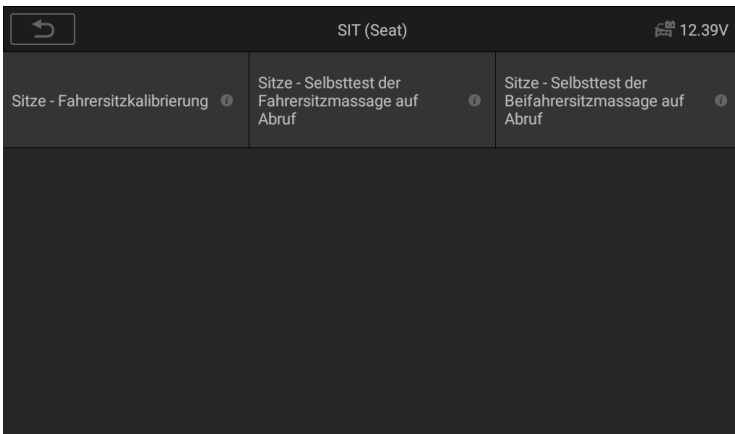 SIT (Seat)
12.39V
Sitze - Fahrersitzkalibrierung
Sitze - Selbsttest der
Fahrersitzmassage auf
Abruf
Sitze - Selbsttest der
Beifahrersitzmassage auf
Abruf